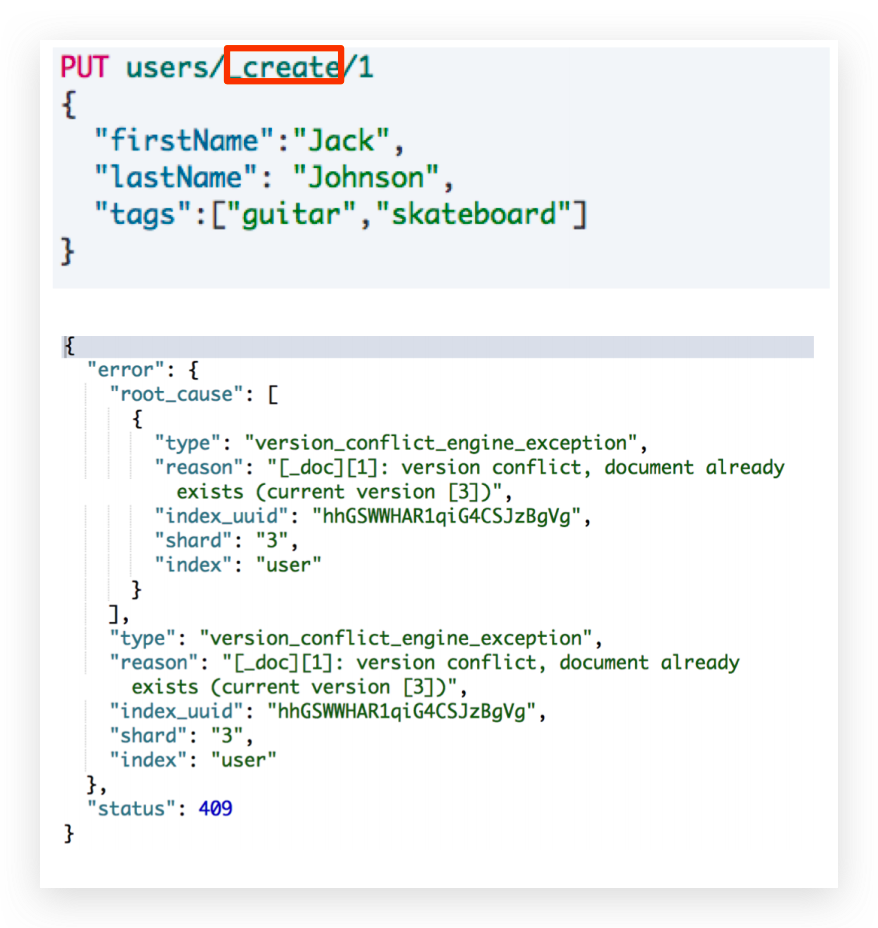 PUT users/_create/1
{
"firstName":"Jack",
"lastName": "Johnson",
"tags":["guitar","skateboard"]
}
{
"error": {
"root_cause": [
{
"type": "version_conflict_engine_exception",
"reason": "[_doc][1]: version conflict, document already
exists (current version [3])",
"index_uuid": "hhGSWWHAR1qiG4CSJzBgVg",
"shard": "3",
"index": "user"
}
],
"type": "version_conflict_engine_exception",
"reason": "[_doc][1]: version conflict, document already
exists (current version [3])",
"index_uuid": "hhGSWWHAR1qiG4CSJzBgVg",
"shard": "3",
"index": "user"
},
"status": 409
}